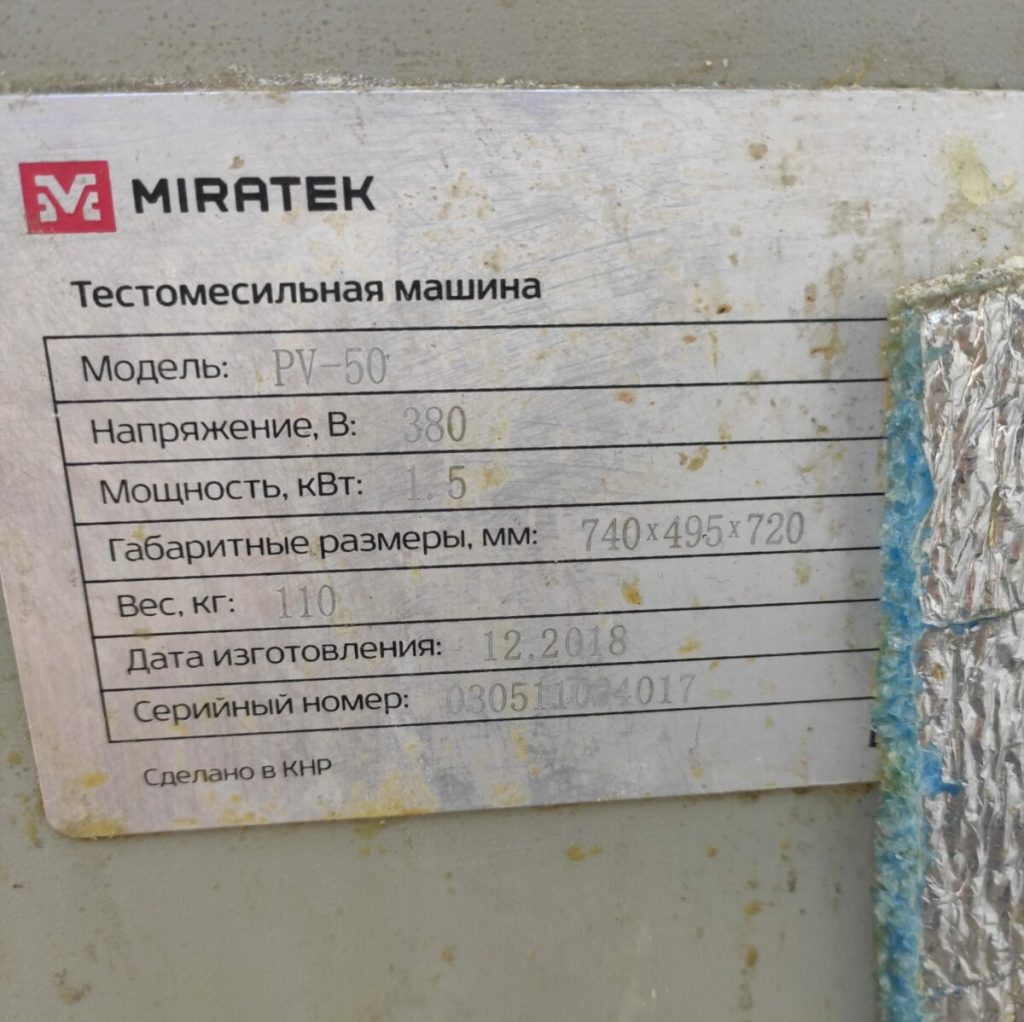 MIRATEK
Тестомесильная машина
Модель: PV-50
Напряжение, В: 380
Мощность, кВт: 1.5
Габаритные размеры, мм: 740x495x720
Вес, кг: 110
Дата изготовления: 12.2018
Серийный номер:
Сделано в КНР